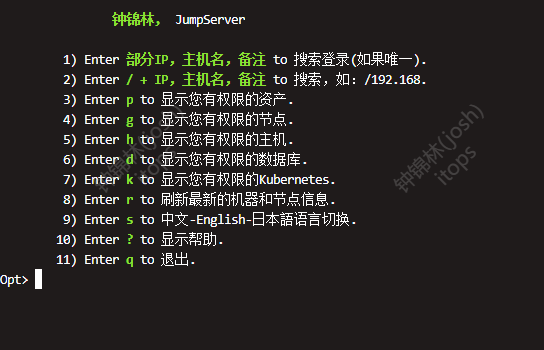 钟锦林， JumpServer
1) Enter 部分IP，主机名，备注 to 搜索登录(如果唯一).
2) Enter / + IP，主机名，备注 to 搜索，如：/192.168.
3) Enter p to 显示您有权限的资产.
4) Enter g to 显示您有权限的节点.
5) Enter h to 显示您有权限的主机.
6) Enter d to 显示您有权限的数据库.
7) Enter k to 显示您有权限的Kubernetes.
8) Enter r to 刷新最新的机器和节点信息.
9) Enter s to 中文-English-日本語语言切换.
10) Enter ? to 显示帮助.
11) Enter q to 退出.
Opt>
钟锦林(josh)
itops
钟锦林(josh)
itops